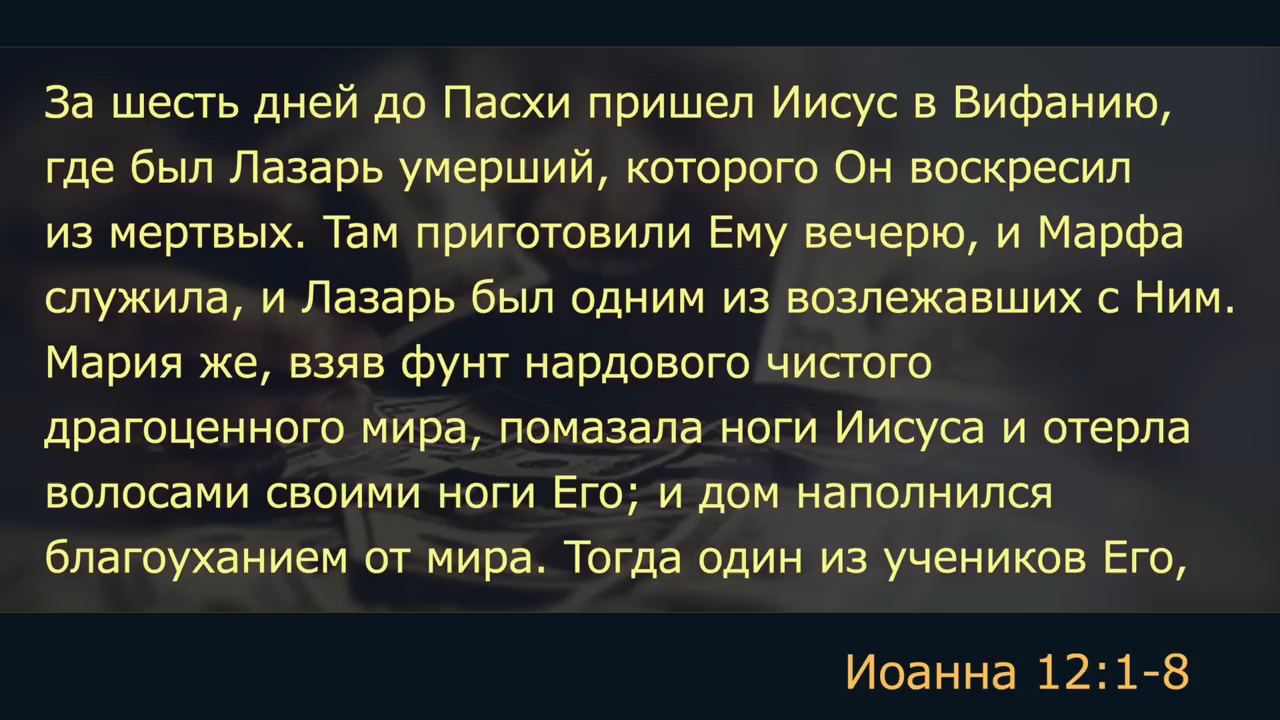 За шесть дней до Пасхи пришел Иисус в Вифанию,
где был Лазарь умерший, которого Он воскресил
из мертвых. Там приготовили Ему вечерю, и Марфа
служила, и Лазарь был одним из возлежавших с Ним.
Мария же, взяв фунт нардового чистого
драгоценного мира, помазала ноги Иисуса и отерла
волосами своими ноги Его; и дом наполнился
благоуханием от мира. Тогда один из учеников Его,
Иоанна 12:1-8